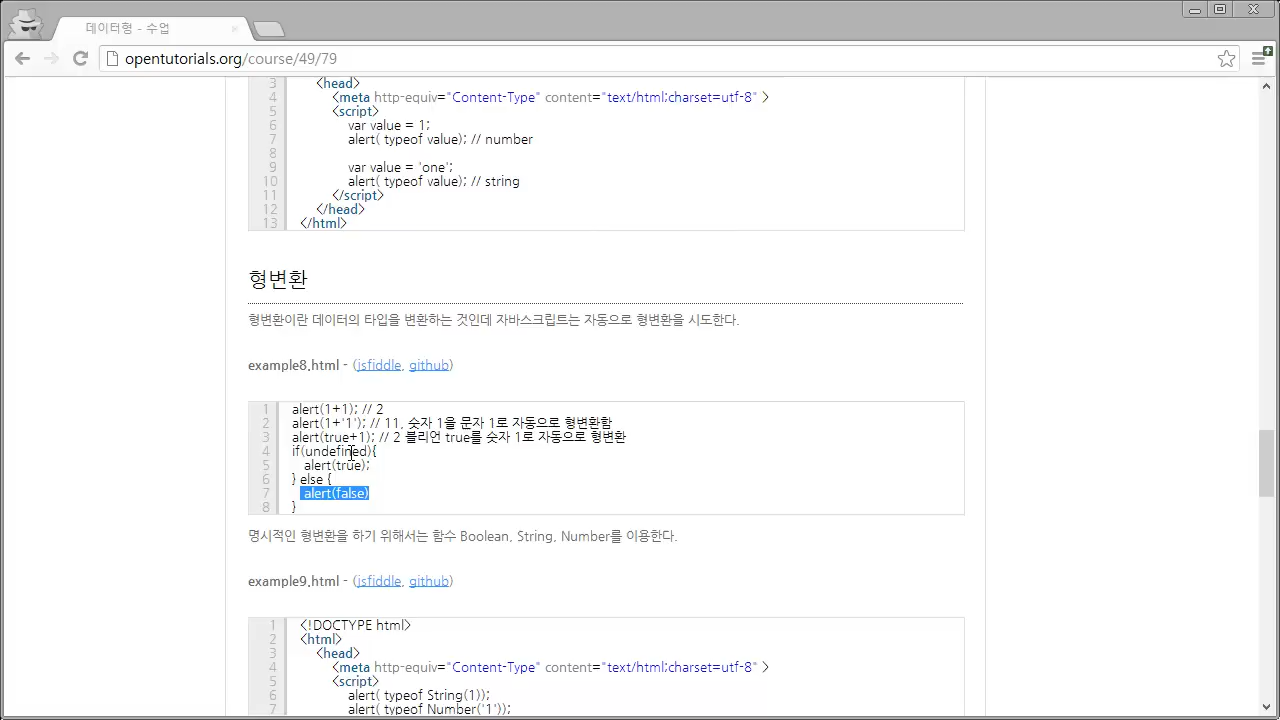 데이터형 - 수업
opentutorials.org/course/49/79
3 <head>
4 <meta http-equiv="Content-Type" content="text/html;charset=utf-8" >
5 <script>
6 var value = 1;
7 alert( typeof value); // number
8
9 var value = 'one';
10 alert( typeof value); // string
11 </script>
12 </head>
13 </html>
형변환
형변환이란 데이터의 타입을 변환하는 것인데 자바스크립트는 자동으로 형변환을 시도한다.
example8.html - (jsfiddle, github)
1 alert(1+1); // 2
2 alert(1+'1'); // 11, 숫자 1을 문자 1로 자동으로 형변환함
3 alert(true+1); // 2 불리언 true를 숫자 1로 자동으로 형변환
4 if(undefined){
5 alert(true);
6 } else {
7 alert(false)
8 }
명시적인 형변환을 하기 위해서는 함수 Boolean, String, Number를 이용한다.
example9.html - (jsfiddle, github)
1 <!DOCTYPE html>
2 <html>
3 <head>
4 <meta http-equiv="Content-Type" content="text/html;charset=utf-8" >
5 <script>
6 alert( typeof String(1));
7 alert( typeof Number('1'));